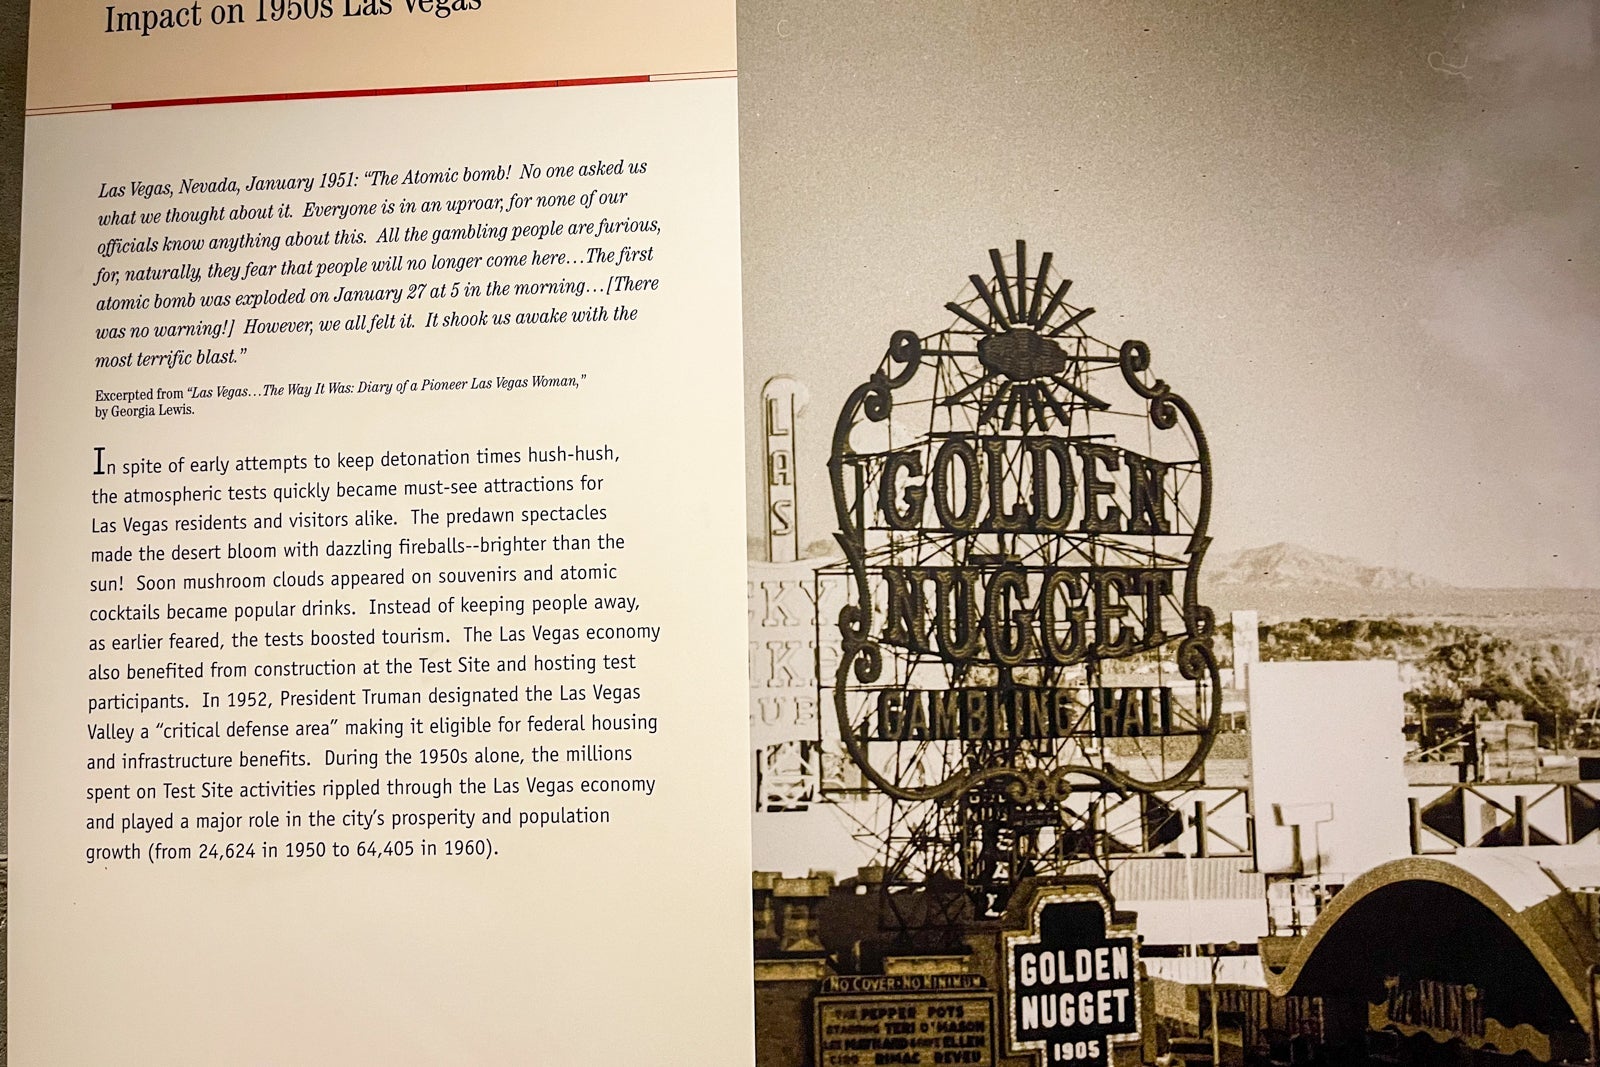 Impact on 1950s Las Vegas
Las Vegas, Nevada, January 1951: “The Atomic bomb!  No one asked us
what we thought about it.  Everyone is in an uproar, for none of our
officials know anything about this.  All the gambling people are furious,
for, naturally, they fear that people will no longer come here…The first
atomic bomb was exploded on January 27 at 5 in the morning…[There
was no warning!]  However, we all felt it.  It shook us awake with the
most terrific blast.”
Excerpted from “Las Vegas…The Way It Was: Diary of a Pioneer Las Vegas Woman,”
by Georgia Lewis.
In spite of early attempts to keep detonation times hush-hush,
the atmospheric tests quickly became must-see attractions for
Las Vegas residents and visitors alike.  The predawn spectacles
made the desert bloom with dazzling fireballs--brighter than the
sun!  Soon mushroom clouds appeared on souvenirs and atomic
cocktails became popular drinks.  Instead of keeping people away,
as earlier feared, the tests boosted tourism.  The Las Vegas economy
also benefited from construction at the Test Site and hosting test
participants.  In 1952, President Truman designated the Las Vegas
Valley a “critical defense area” making it eligible for federal housing
and infrastructure benefits.  During the 1950s alone, the millions
spent on Test Site activities rippled through the Las Vegas economy
and played a major role in the city’s prosperity and population
growth (from 24,624 in 1950 to 64,405 in 1960).
LAS
GOLDEN
NUGGET
GAMBLING HALL
GOLDEN
NUGGET
1905
NO COVER·NO MINIMUM
THE PEPPER POTS
STARRING TERI O'MASON
ELLEN
The MINT